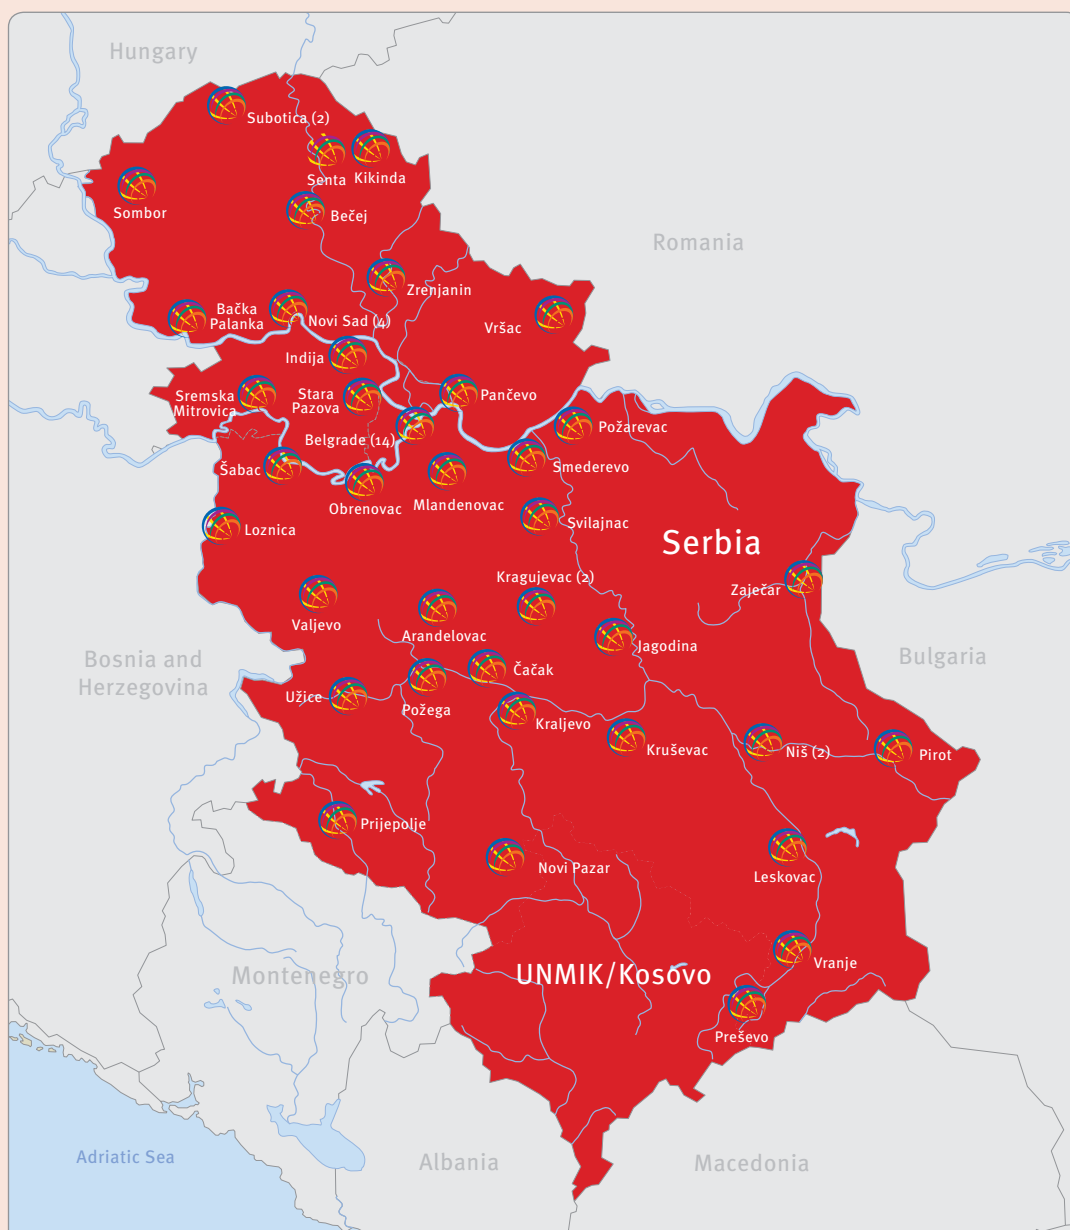 Hungary
Subotica (2)
Senta
Kikinda
Sombor
Bečej
Romania
Zrenjanin
Bačka
Palanka
Novi Sad (4)
Vršac
Indija
Sremska
Mitrovica
Stara
Pazova
Pančevo
Belgrade (14)
Požarevac
Šabac
Smederevo
Obrenovac
Mlandenovac
Loznica
Svilajnac
Serbia
Kragujevac (2)
Zaječar
Valjevo
Arandelovac
Jagodina
Bosnia and
Herzegovina
Bulgaria
Čačak
Užice
Požega
Kraljevo
Kruševac
Niš (2)
Pirot
Prijepolje
Novi Pazar
Leskovac
Montenegro
UNMIK/Kosovo
Vranje
Preševo
Adriatic Sea
Albania
Macedonia